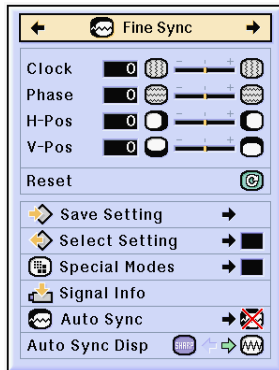 Fine Sync
Clock 0 - +
Phase 0 - +
H-Pos 0 - +
V-Pos 0 - +
Reset
Save Setting
Select Setting
Special Modes
Signal Info
Auto Sync
Auto Sync Disp SHARP